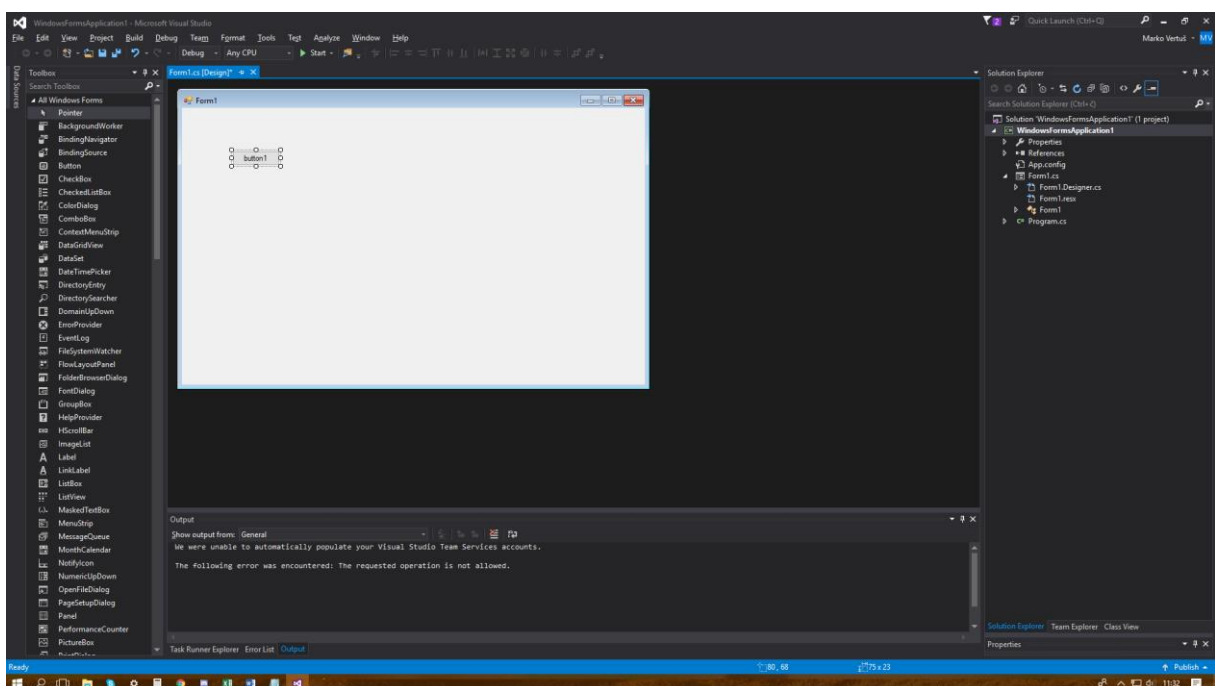 WindowsFormsApplication1 - Microsoft Visual Studio
2
Quick Launch (Ctrl+Q)
File Edit View Project Build Debug Team Format Tools Test Analyze Window Help
Marko Vertuš
MV
Debug Any CPU Start
Data Sources
Toolbox
Search Toolbox
All Windows Forms
Pointer
BackgroundWorker
BindingNavigator
BindingSource
Button
CheckBox
CheckedListBox
ColorDialog
ComboBox
ContextMenuStrip
DataGridView
DataSet
DateTimePicker
DirectoryEntry
DirectorySearcher
DomainUpDown
ErrorProvider
EventLog
FileSystemWatcher
FlowLayoutPanel
FolderBrowserDialog
FontDialog
GroupBox
HelpProvider
HScrollBar
ImageList
Label
LinkLabel
ListBox
ListView
MaskedTextBox
MenuStrip
MessageQueue
MonthCalendar
NotifyIcon
NumericUpDown
OpenFileDialog
PageSetupDialog
Panel
PerformanceCounter
PictureBox
Form1.cs [Design]*
Form1
button1
Output
Show output from: General
We were unable to automatically populate your Visual Studio Team Services accounts.
The following error was encountered: The requested operation is not allowed.
Task Runner Explorer Error List Output
Solution Explorer
Search Solution Explorer
Solution 'WindowsFormsApplication1' (1 project)
WindowsFormsApplication1
Properties
References
App.config
Form1.cs
Form1.Designer.cs
Form1.resx
Form1
Program.cs
Solution Explorer Team Explorer Class View
Properties
Ready
80, 68
75 x 23
Publish
11:32